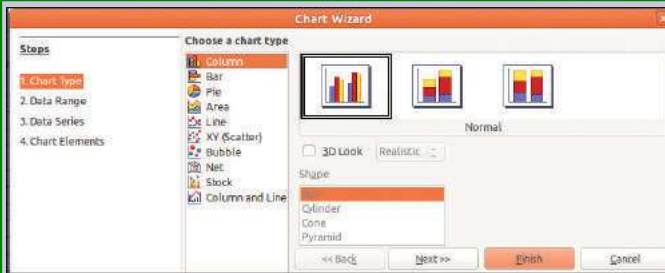 Chart Wizard
Steps
1. Chart Type
2. Data Range
3. Data Series
4. Chart Elements
Choose a chart type
Column
Bar
Pie
Area
Line
XY (Scatter)
Bubble
Net
Stock
Column and Line
Normal
3D Look Realistic
Shape
Cylinder
Cone
Pyramid
<< Back Next >> Finish Cancel